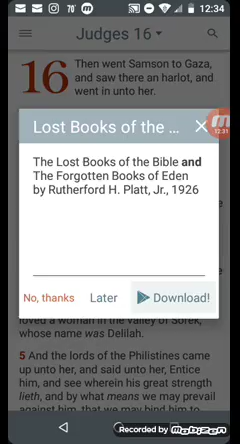 70°
12:34
Judges 16
16 Then went Samson to Gaza,
and saw there an harlot, and
went in unto her.
Lost Books of the ...
12:31
The Lost Books of the Bible and
The Forgotten Books of Eden
by Rutherford H. Platt, Jr., 1926
No, thanks
Later
Download!
loved a woman in the valley of Sorek,
whose name was Delilah.
5 And the lords of the Philistines came
up unto her, and said unto her, Entice
him, and see wherein his great strength
lieth, and by what means we may prevail
against him, that we may bind him to
Recorded by Mobizen